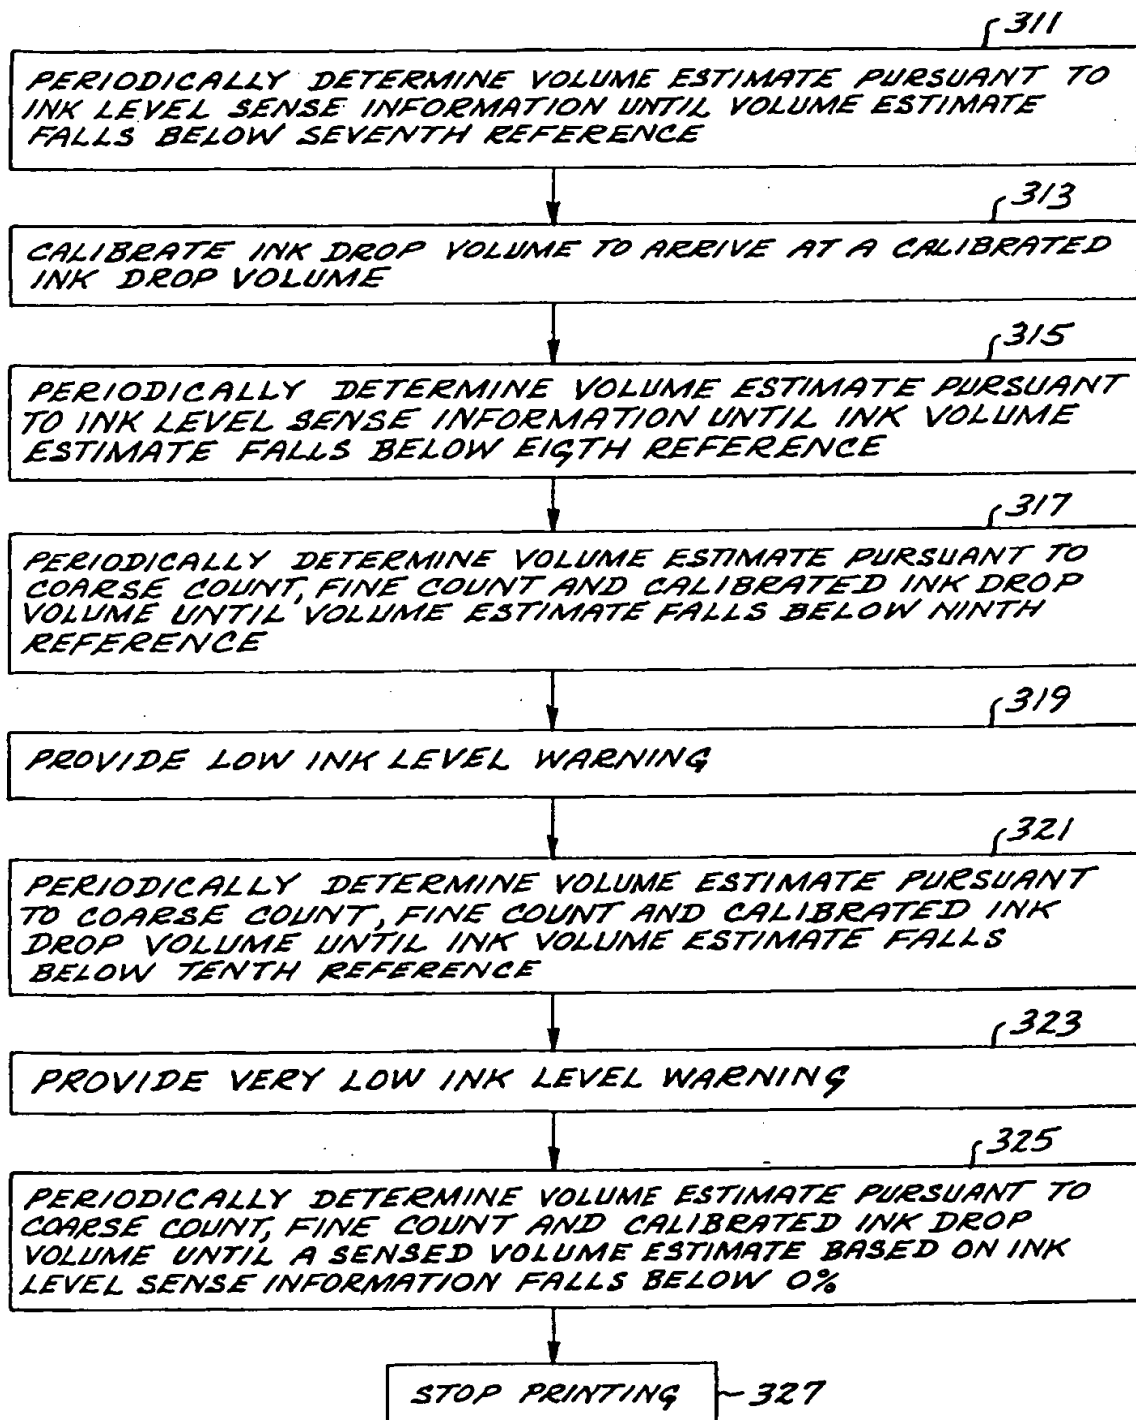 311
PERIODICALLY DETERMINE VOLUME ESTIMATE PURSUANT TO
INK LEVEL SENSE INFORMATION UNTIL VOLUME ESTIMATE
FALLS BELOW SEVENTH REFERENCE
313
CALIBRATE INK DROP VOLUME TO ARRIVE AT A CALIBRATED
INK DROP VOLUME
315
PERIODICALLY DETERMINE VOLUME ESTIMATE PURSUANT
TO INK LEVEL SENSE INFORMATION UNTIL INK VOLUME
ESTIMATE FALLS BELOW EIGTH REFERENCE
317
PERIODICALLY DETERMINE VOLUME ESTIMATE PURSUANT TO
COARSE COUNT, FINE COUNT AND CALIBRATED INK DROP
VOLUME UNTIL VOLUME ESTIMATE FALLS BELOW NINTH
REFERENCE
319
PROVIDE LOW INK LEVEL WARNING
321
PERIODICALLY DETERMINE VOLUME ESTIMATE PURSUANT
TO COARSE COUNT, FINE COUNT AND CALIBRATED INK
DROP VOLUME UNTIL INK VOLUME ESTIMATE FALLS
BELOW TENTH REFERENCE
323
PROVIDE VERY LOW INK LEVEL WARNING
325
PERIODICALLY DETERMINE VOLUME ESTIMATE PURSUANT TO
COARSE COUNT, FINE COUNT AND CALIBRATED INK DROP
VOLUME UNTIL A SENSED VOLUME ESTIMATE BASED ON INK
LEVEL SENSE INFORMATION FALLS BELOW 0%
STOP PRINTING 327